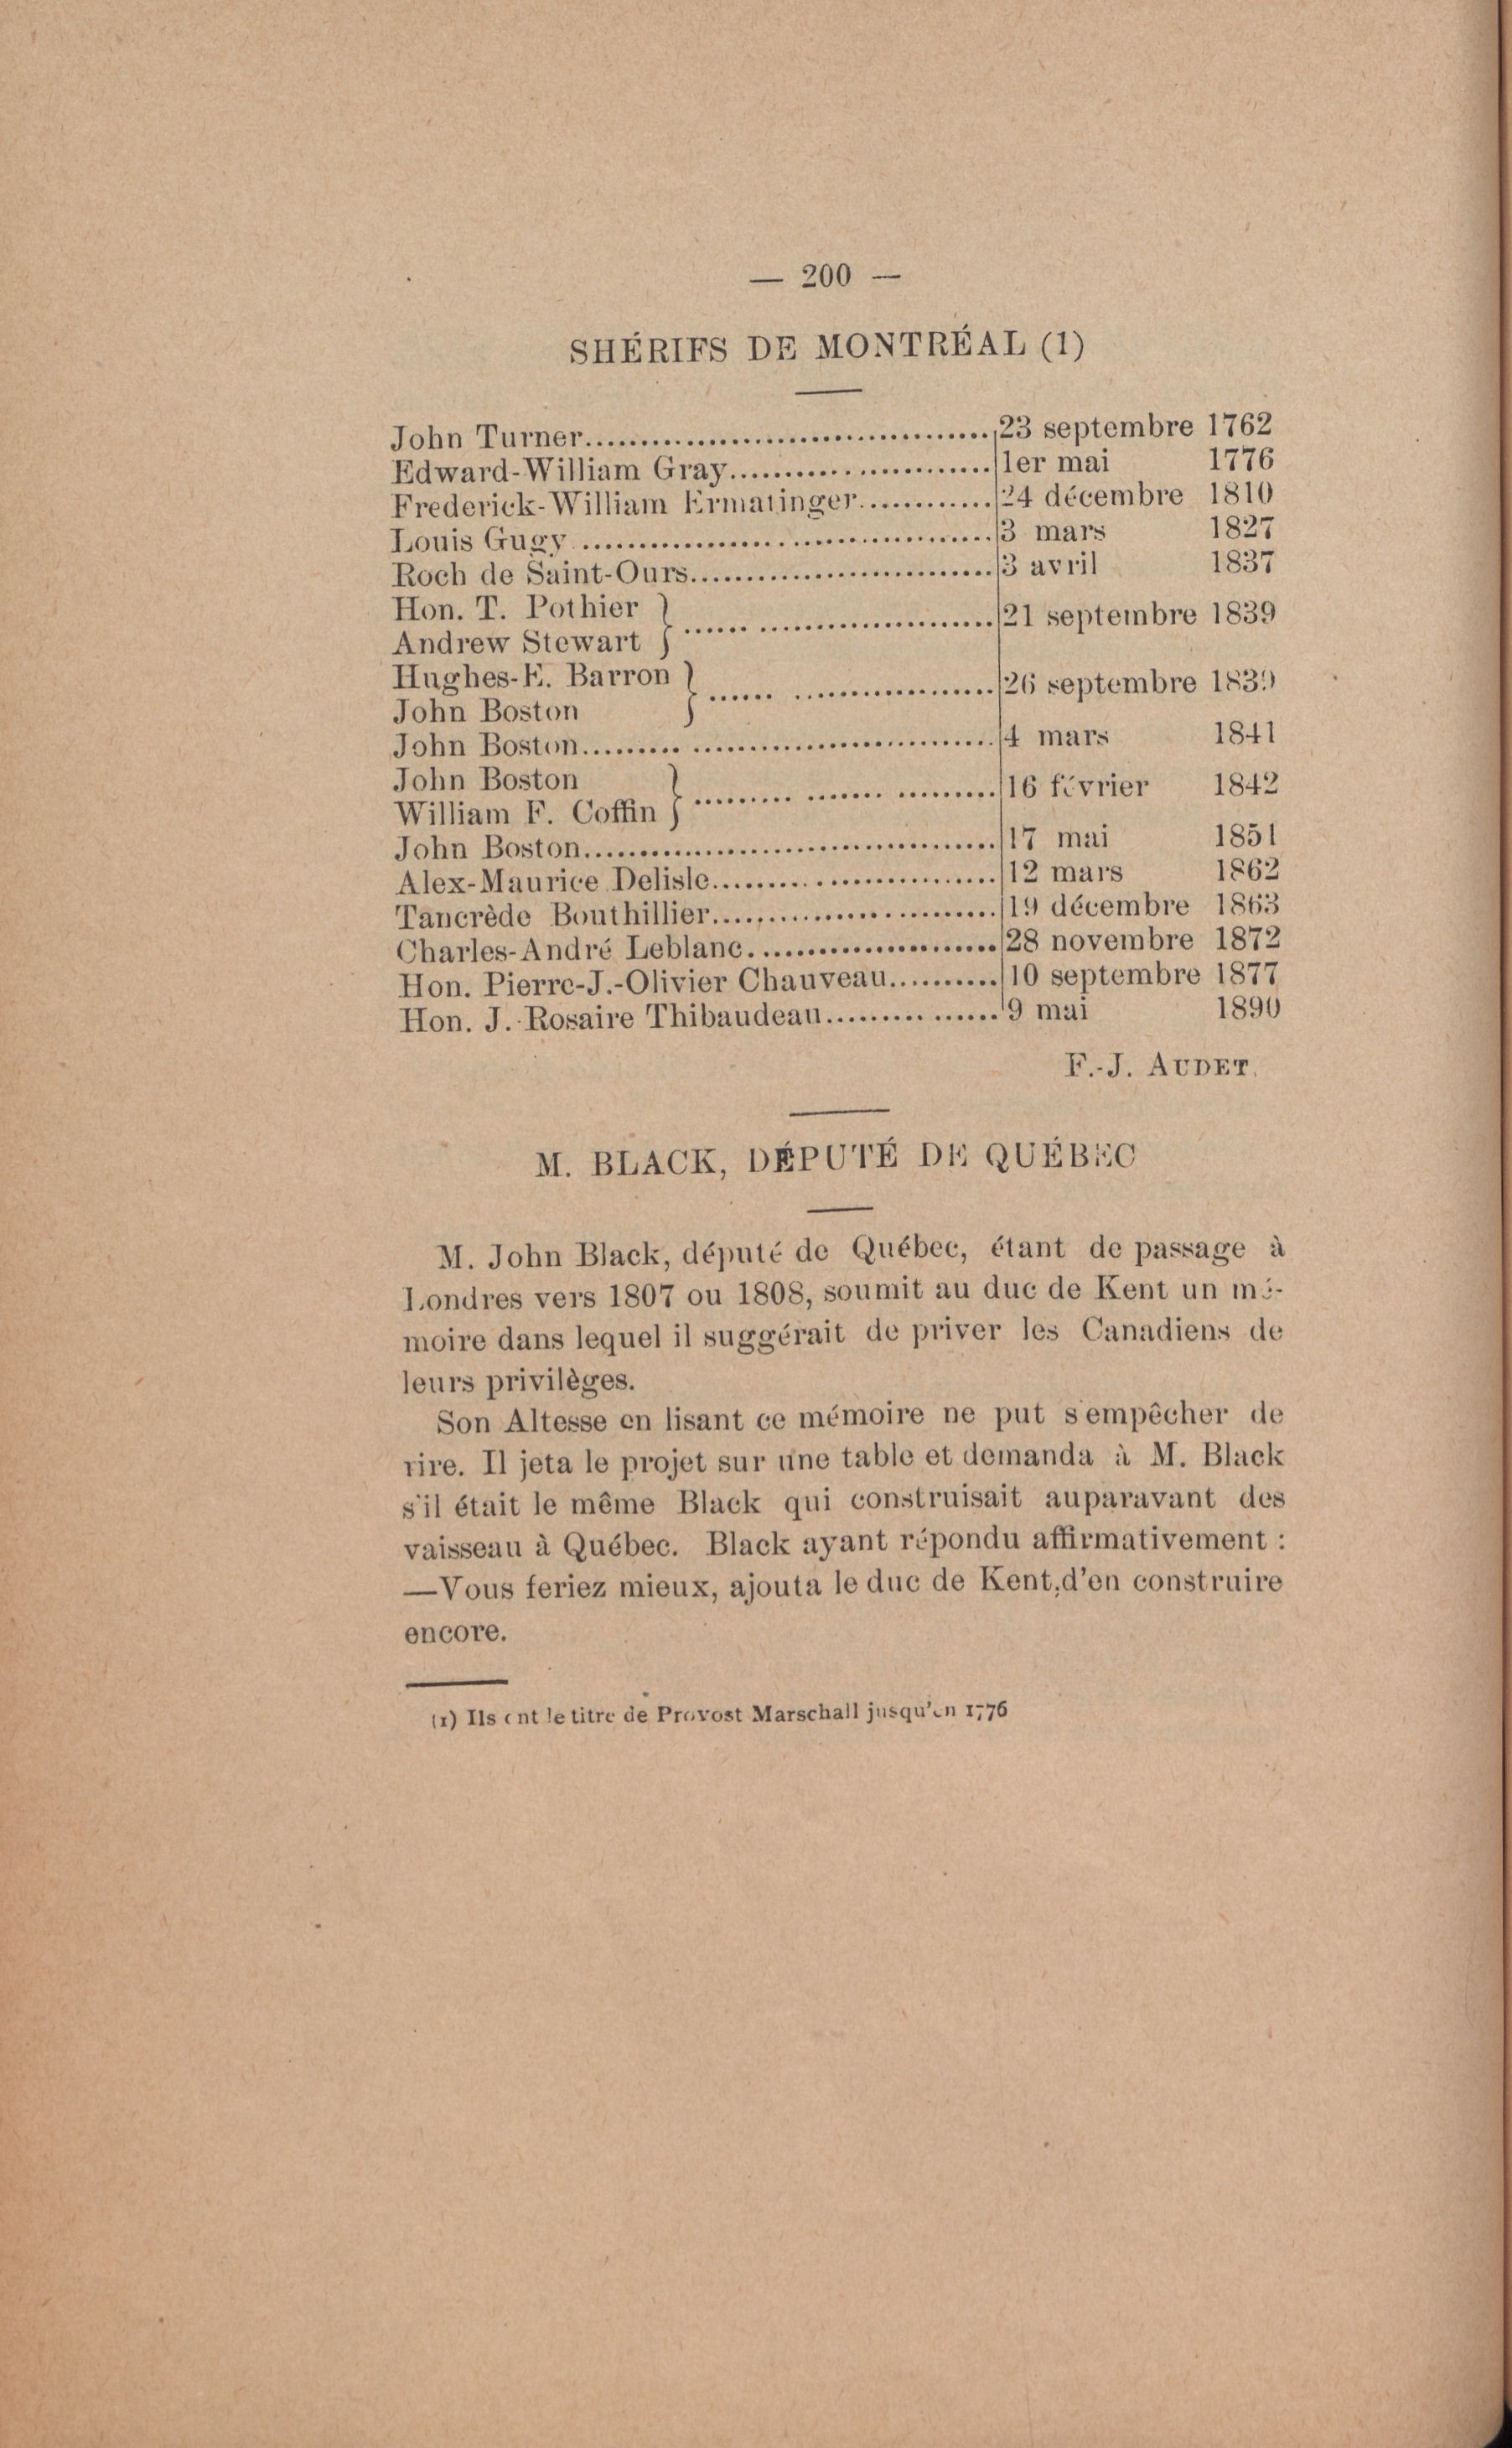 — 200 —
SHÉRIFS DE MONTRÉAL (1)
John Turner........................................23 septembre 1762
Edward-William Gray..........................1er mai 1776
Frederick-William Ermatinger.............24 décembre 1810
Louis Gugy.........................................3 mars 1827
Roch de Saint-Ours..............................3 avril 1837
Hon. T. Pothier
Andrew Stewart } ...... .......................21 septembre 1839
Hughes-E. Barron
John Boston } ...... ....................26 septembre 1839
John Boston.......... ..............................4 mars 1841
John Boston
William F. Coffin } .......... ....... ..........16 février 1842
John Boston.........................................17 mai 1851
Alex-Maurice Delisle............................12 mars 1862
Tancrède Bouthillier............................19 décembre 1863
Charles-André Leblanc.........................28 novembre 1872
Hon. Pierre-J.-Olivier Chauveau...........10 septembre 1877
Hon. J.-Rosaire Thibaudeau.......... ......9 mai 1890
F.-J. AUDET.
M. BLACK, DÉPUTÉ DE QUÉBEC
M. John Black, député de Québec, étant de passage à
Londres vers 1807 ou 1808, soumit au duc de Kent un mé-
moire dans lequel il suggérait de priver les Canadiens de
leurs privilèges.
Son Altesse en lisant ce mémoire ne put s'empêcher de
rire. Il jeta le projet sur une table et demanda à M. Black
s'il était le même Black qui construisait auparavant des
vaisseau à Québec. Black ayant répondu affirmativement :
—Vous feriez mieux, ajouta le duc de Kent, d'en construire
encore.
(1) Ils ont le titre de Provost Marschall jusqu'en 1776